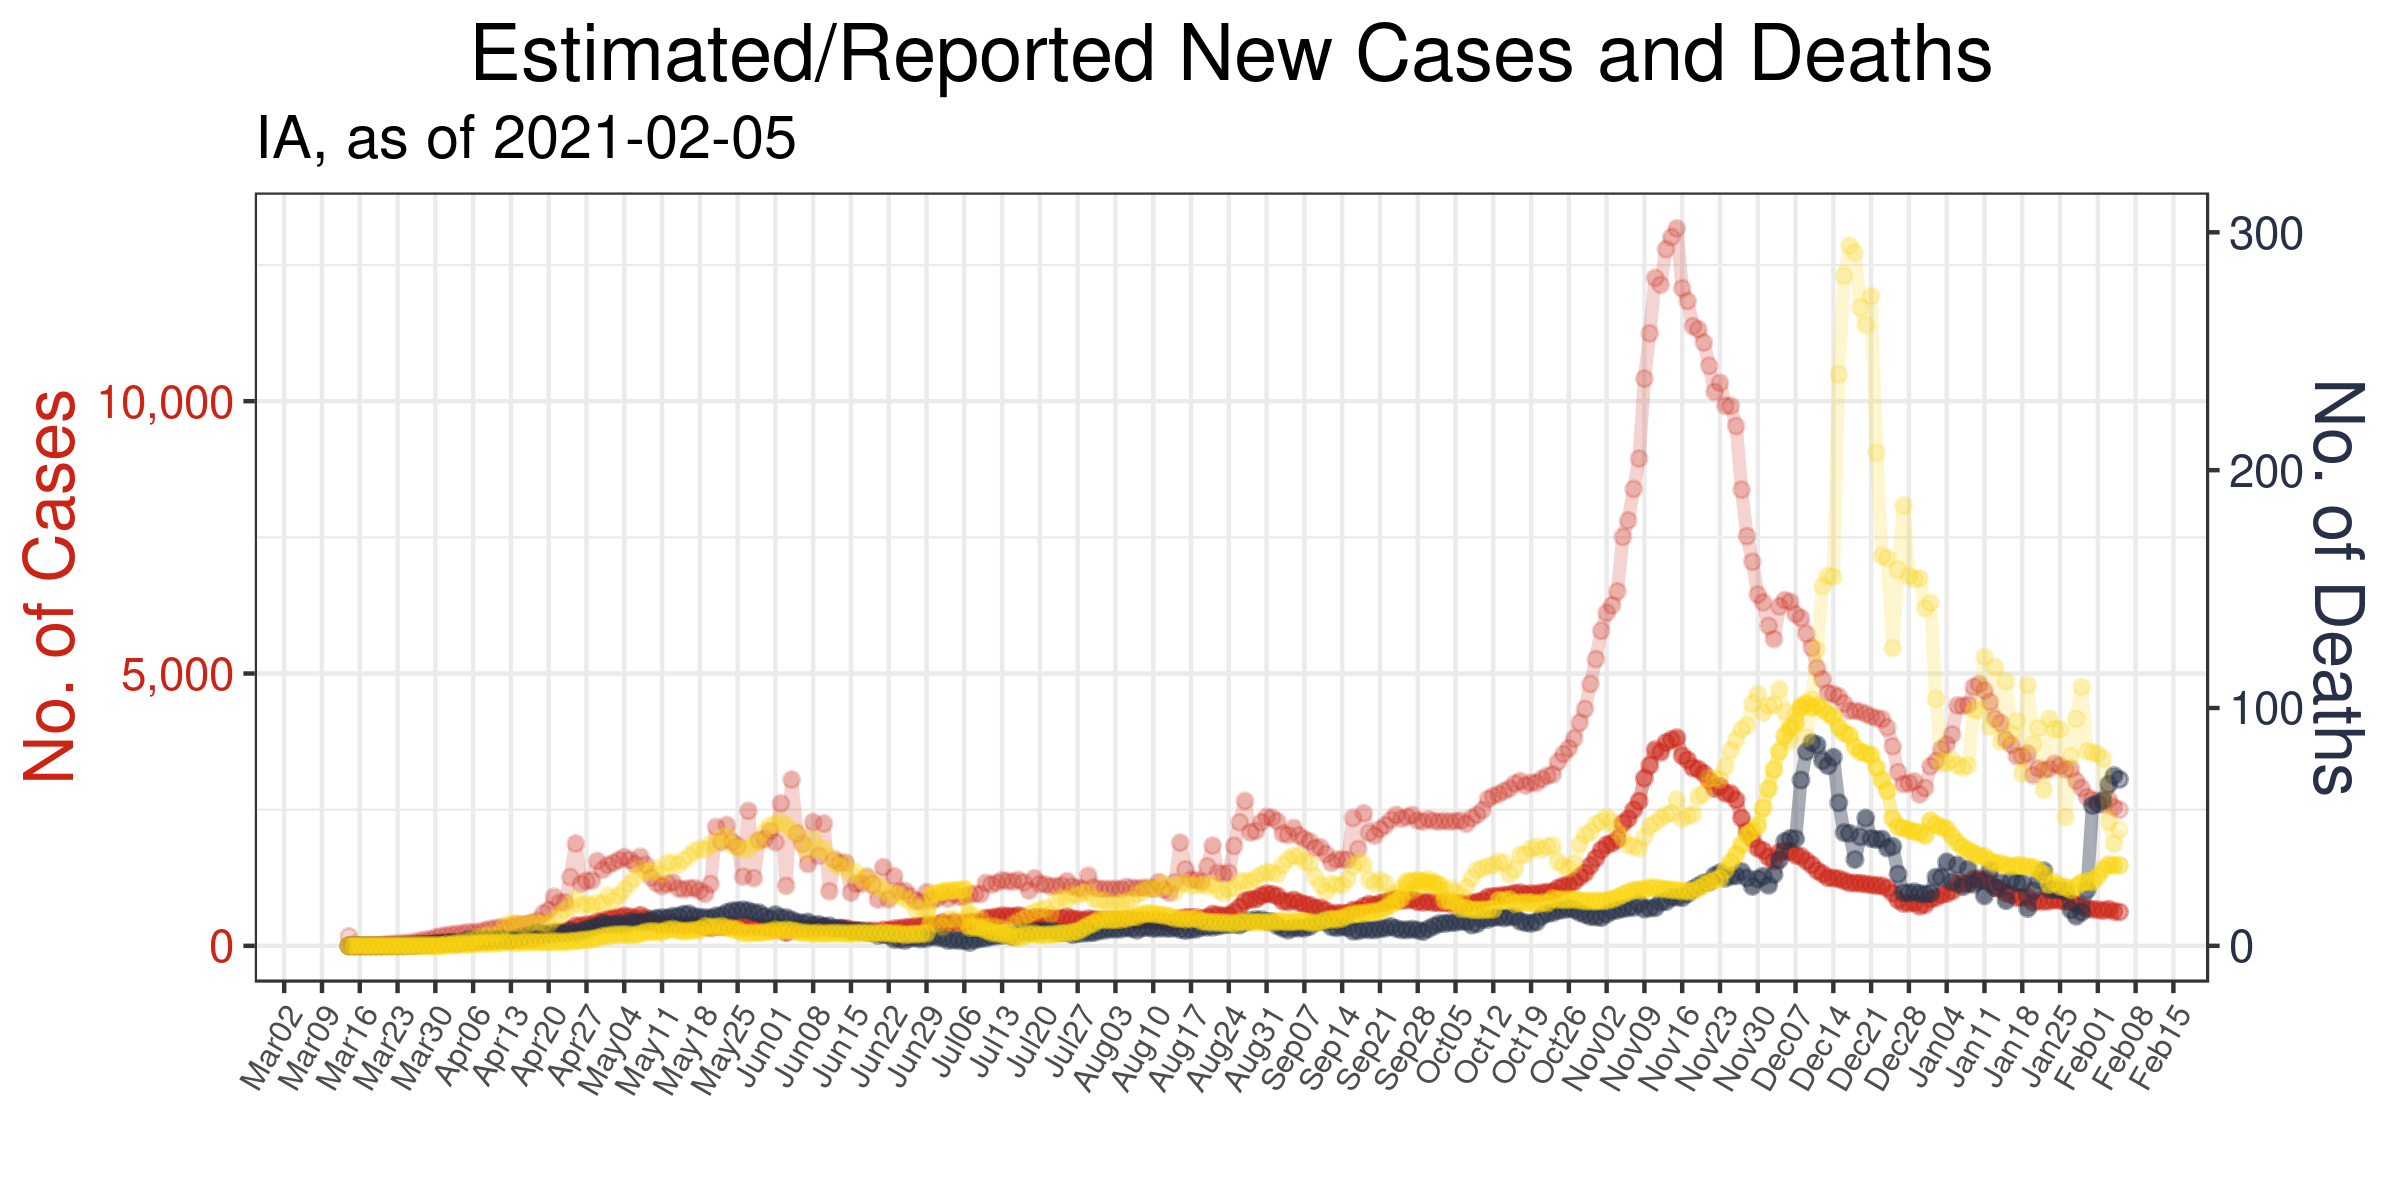 Estimated/Reported New Cases and Deaths
IA, as of 2021-02-05
No. of Cases
10,000
5,000
0
300
200
100
0
No. of Deaths
Mar02
Mar09
Mar16
Mar23
Mar30
Apr06
Apr13
Apr20
Apr27
May04
May11
May18
May25
Jun01
Jun08
Jun15
Jun22
Jun29
Jul06
Jul13
Jul20
Jul27
Aug03
Aug10
Aug17
Aug24
Aug31
Sep07
Sep14
Sep21
Sep28
Oct05
Oct12
Oct19
Oct26
Nov02
Nov09
Nov16
Nov23
Nov30
Dec07
Dec14
Dec21
Dec28
Jan04
Jan11
Jan18
Jan25
Feb01
Feb08
Feb15